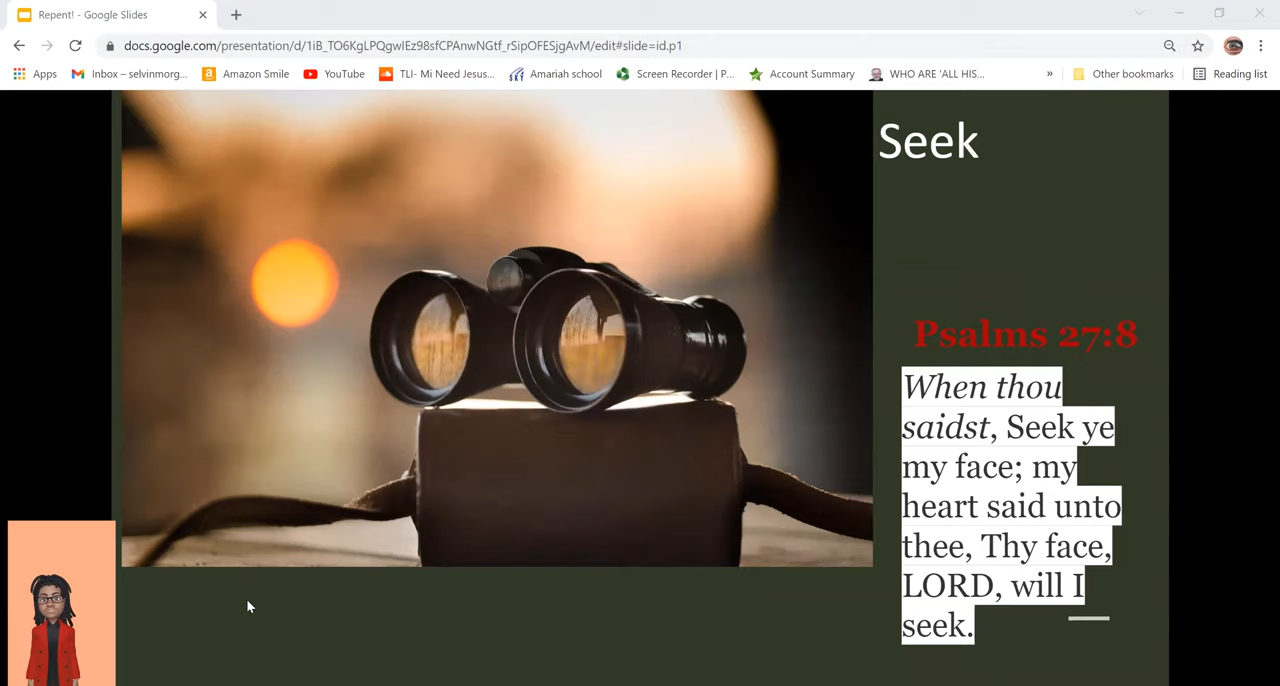 Repent! - Google Slides
docs.google.com/presentation/d/1iB_TO6KgLPQgwIEz98sfCPAnwNGtf_rSipOFESjgAvM/edit#slide=id.p1
Apps Inbox – selvinmorg... Amazon Smile YouTube TLI- Mi Need Jesus... Amariah school Screen Recorder | P... Account Summary WHO ARE 'ALL HIS... » Other bookmarks Reading list
Seek
Psalms 27:8
When thou
saidst, Seek ye
my face; my
heart said unto
thee, Thy face,
LORD, will I
seek.